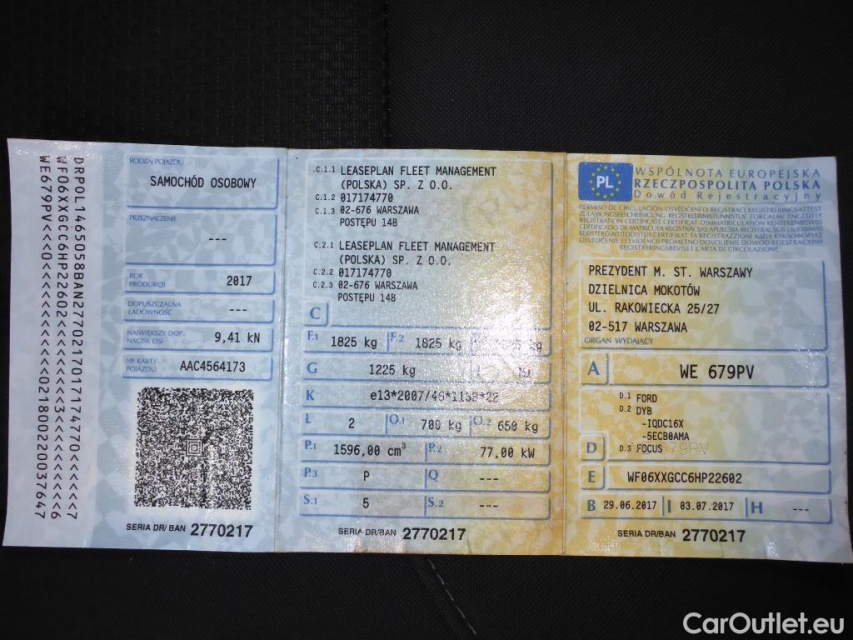 DRPOL1465058BAN27702170171174770<<<<<7
WF06XXGCC6HP22602<<<<<<<<<<3<<<<<<<<<6
WE679PV<<<0<<<<<<<<<<<<<021800220037647
RODZAJ POJAZDU
SAMOCHÓD OSOBOWY
PRZEZNACZENIE
---
ROK
PRODUKCJI
2017
DOPUSZCZALNA
ŁADOWNOŚĆ
---
NAJWIĘKSZY DOP.
NACISK OSI
9,41 kN
NR KARTY
POJAZDU
AAC4564173
SERIA DR/BAN 2770217
C.1.1 LEASEPLAN FLEET MANAGEMENT
(POLSKA) SP. Z O.O.
C.1.2 017174770
C.1.3 02-676 WARSZAWA
POSTĘPU 14B
C.2.1 LEASEPLAN FLEET MANAGEMENT
(POLSKA) SP. Z O.O.
C.2.2 017174770
C.2.3 02-676 WARSZAWA
POSTĘPU 14B
C
F.1 1825 kg F.2 1825 kg kg
G 1225 kg
K e13*2007/46*1138*22
L 2 O.1 700 kg O.2 650 kg
P.1 1596,00 cm³ P.2 77,00 kW
P.3 P Q ---
S.1 5 S.2 ---
SERIA DR/BAN 2770217
PL
WSPÓLNOTA EUROPEJSKA
RZECZPOSPOLITA POLSKA
Dowód Rejestracyjny
PREZYDENT M. ST. WARSZAWY
DZIELNICA MOKOTÓW
UL. RAKOWIECKA 25/27
02-517 WARSZAWA
ORGAN WYDAJĄCY
A WE 679PV
D.1 FORD
D.2 DYB
-IQDC16X
-5ECB0AMA
D D.3 FOCUS
E WF06XXGCC6HP22602
B 29.06.2017 I 03.07.2017 H ---
SERIA DR/BAN 2770217
CarOutlet.eu